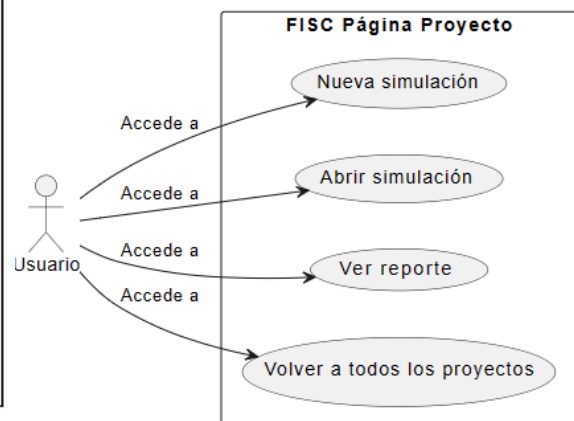 FISC Página Proyecto
Nueva simulación
Accede a
Abrir simulación
Accede a
Accede a
Ver reporte
Usuario
Accede a
Volver a todos los proyectos